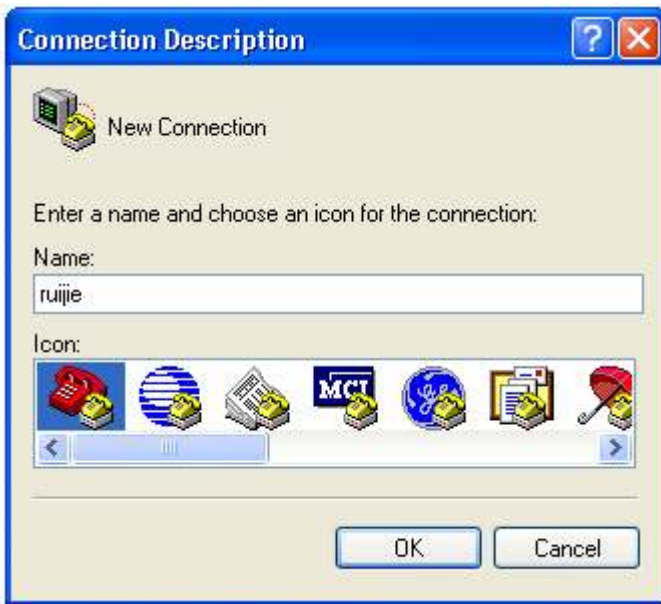 Connection Description
New Connection
Enter a name and choose an icon for the connection:
Name:
ruijie
Icon:
MCI
OK
Cancel